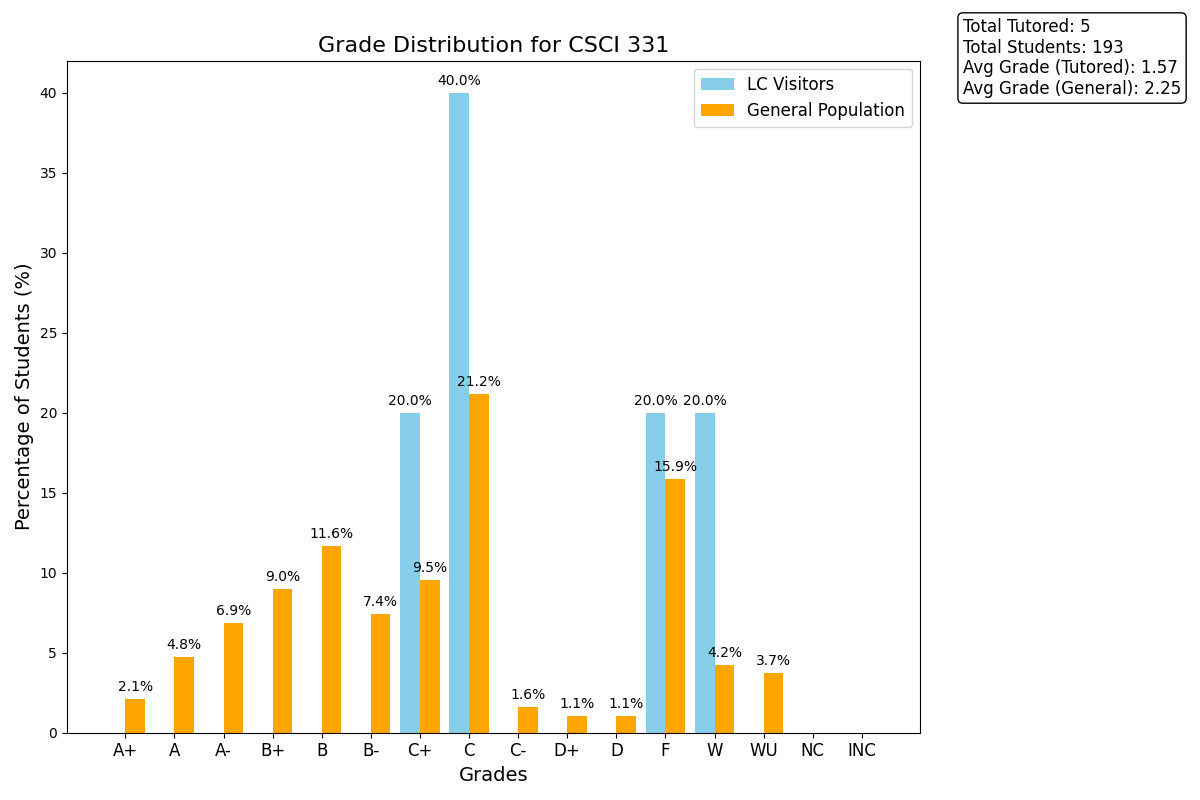 Grade Distribution for CSCI 331
Total Tutored: 5
Total Students: 193
Avg Grade (Tutored): 1.57
Avg Grade (General): 2.25
LC Visitors
General Population
Percentage of Students (%)
40
35
30
25
20
15
10
5
0
2.1%
4.8%
6.9%
9.0%
11.6%
7.4%
20.0%
9.5%
40.0%
21.2%
1.6%
1.1%
1.1%
20.0%
15.9%
20.0%
4.2%
3.7%
A+ A A- B+ B B- C+ C C- D+ D F W WU NC INC
Grades